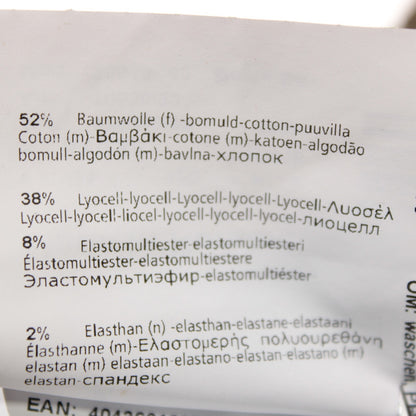 52% Baumwolle (f) -bomuld-cotton-puuvilla
Coton (m)-Βαμβάκι-cotone (m)-katoen-algodão
bomull-algodón (m)-bavlna-хлопок
38% Lyocell-lyocell-Lyocell-lyocell-Lyocell-Λυοσέλ
Lyocell-lyocell-liocel-lyocell-lyocell-lyocel-лиоцелл
8% Elastomultiester-elastomultiesteri
Élastomultiester-elastomultiestere
Эластомультиэфир-elastomultiéster
2% Elasthan (n) -elasthan-elastane-elastaani
Élasthanne (m)-Ελαστομερής πολυουρεθάνη
elastan (m) elastaan-elastano-elastan-elastano (m)
elastan-спандекс
EAN: